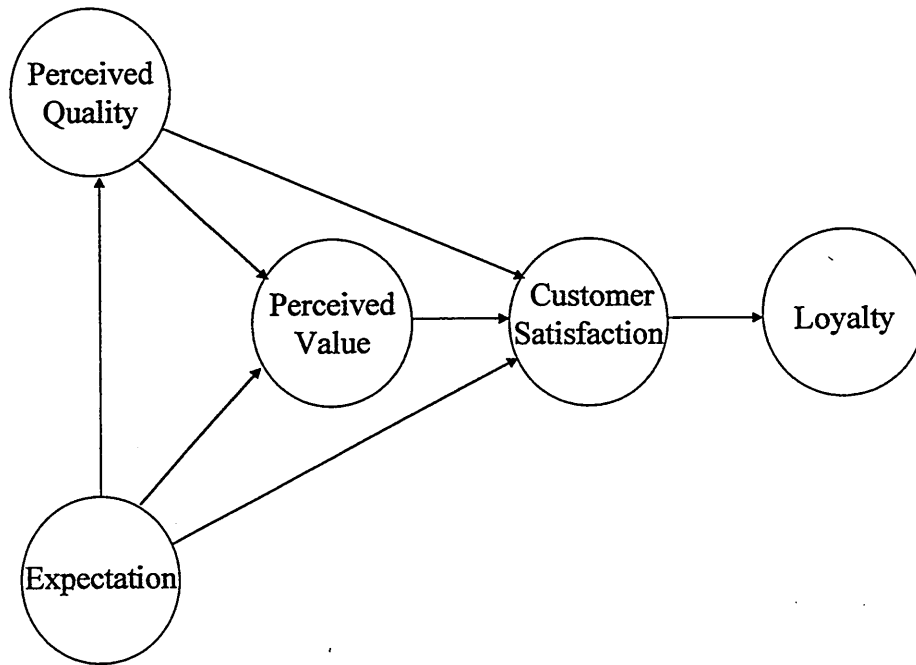 Perceived
Quality
Perceived
Value
Customer
Satisfaction
Loyalty
Expectation